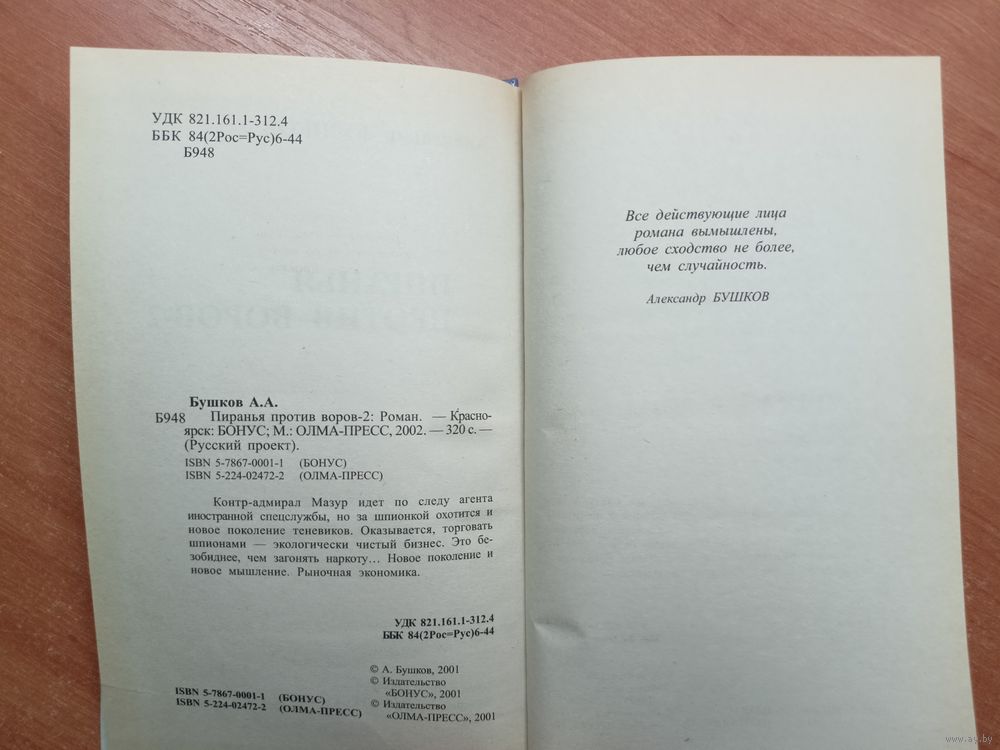 УДК 821.161.1-312.4
ББК 84(2Рос=Рус)6-44
Б948
Бушков А.А.
Б948 Пиранья против воров-2: Роман. — Красно-
ярск: БОНУС; М.: ОЛМА-ПРЕСС, 2002. — 320 с. —
(Русский проект).
ISBN 5-7867-0001-1 (БОНУС)
ISBN 5-224-02472-2 (ОЛМА-ПРЕСС)
Контр-адмирал Мазур идет по следу агента
иностранной спецслужбы, но за шпионкой охотится и
новое поколение теневиков. Оказывается, торговать
шпионами — экологически чистый бизнес. Это бе-
зобиднее, чем загонять наркоту... Новое поколение и
новое мышление. Рыночная экономика.
УДК 821.161.1-312.4
ББК 84(2Рос=Рус)6-44
© А. Бушков, 2001
© Издательство
«БОНУС», 2001
© Издательство
«ОЛМА-ПРЕСС», 2001
ISBN 5-7867-0001-1 (БОНУС)
ISBN 5-224-02472-2 (ОЛМА-ПРЕСС)
Все действующие лица
романа вымышлены,
любое сходство не более,
чем случайность.
Александр БУШКОВ
www.ay.by